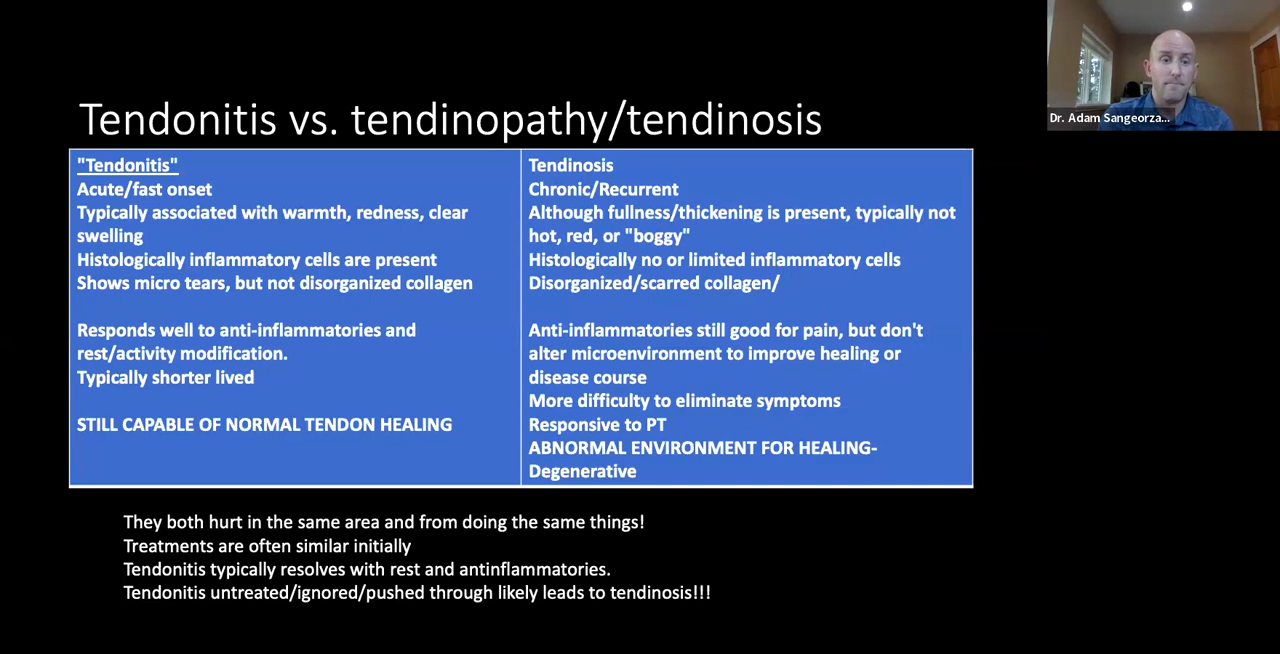 Tendonitis vs. tendinopathy/tendinosis
Dr. Adam Sangeorza...
"Tendonitis"
Acute/fast onset
Typically associated with warmth, redness, clear
swelling
Histologically inflammatory cells are present
Shows micro tears, but not disorganized collagen
Responds well to anti-inflammatories and
rest/activity modification.
Typically shorter lived
STILL CAPABLE OF NORMAL TENDON HEALING
Tendinosis
Chronic/Recurrent
Although fullness/thickening is present, typically not
hot, red, or "boggy"
Histologically no or limited inflammatory cells
Disorganized/scarred collagen/
Anti-inflammatories still good for pain, but don't
alter microenvironment to improve healing or
disease course
More difficulty to eliminate symptoms
Responsive to PT
ABNORMAL ENVIRONMENT FOR HEALING-
Degenerative
They both hurt in the same area and from doing the same things!
Treatments are often similar initially
Tendonitis typically resolves with rest and antinflammatories.
Tendonitis untreated/ignored/pushed through likely leads to tendinosis!!!